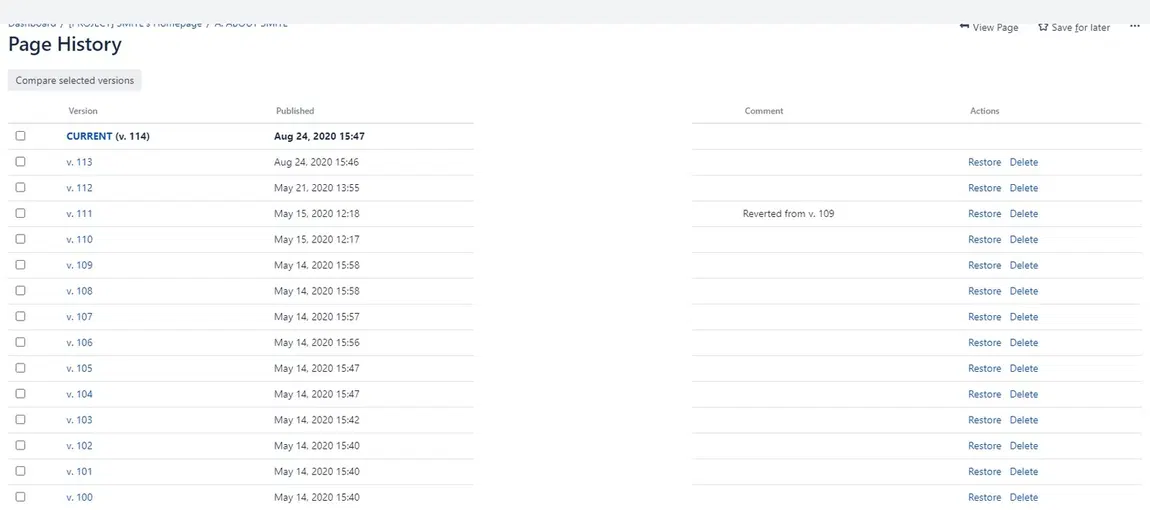 Dashboard / [PROJECT] SMITE's Homepage / A. ABOUT SMITE
View Page Save for later ...
Page History
Compare selected versions
Version Published Comment Actions
CURRENT (v. 114) Aug 24, 2020 15:47
v. 113 Aug 24, 2020 15:46 Restore Delete
v. 112 May 21, 2020 13:55 Restore Delete
v. 111 May 15, 2020 12:18 Reverted from v. 109 Restore Delete
v. 110 May 15, 2020 12:17 Restore Delete
v. 109 May 14, 2020 15:58 Restore Delete
v. 108 May 14, 2020 15:58 Restore Delete
v. 107 May 14, 2020 15:57 Restore Delete
v. 106 May 14, 2020 15:56 Restore Delete
v. 105 May 14, 2020 15:47 Restore Delete
v. 104 May 14, 2020 15:47 Restore Delete
v. 103 May 14, 2020 15:42 Restore Delete
v. 102 May 14, 2020 15:40 Restore Delete
v. 101 May 14, 2020 15:40 Restore Delete
v. 100 May 14, 2020 15:40 Restore Delete